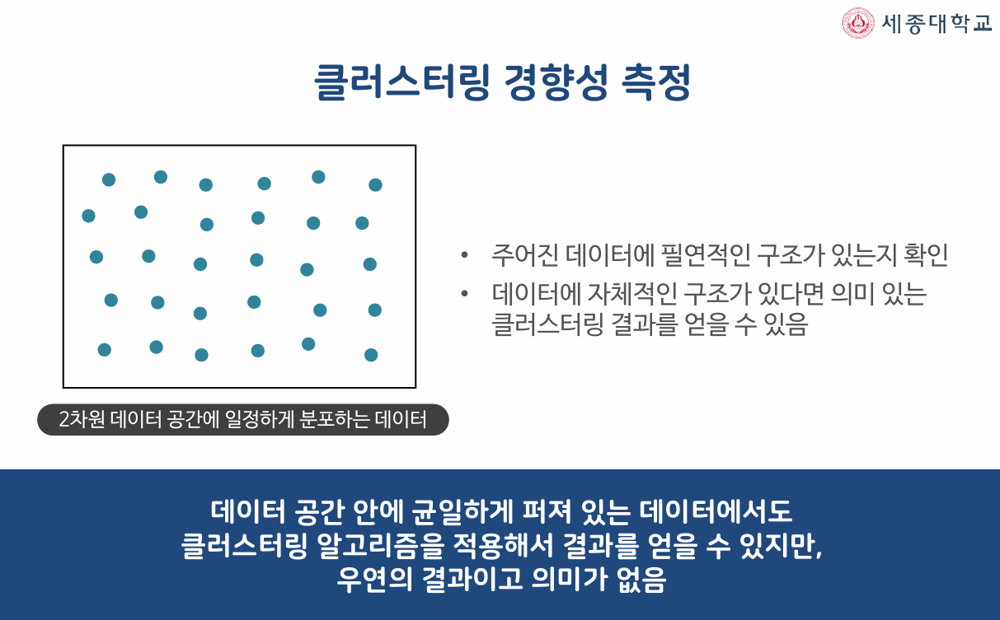 세종대학교
클러스터링 경향성 측정
• 주어진 데이터에 필연적인 구조가 있는지 확인
• 데이터에 자체적인 구조가 있다면 의미 있는
클러스터링 결과를 얻을 수 있음
2차원 데이터 공간에 일정하게 분포하는 데이터
데이터 공간 안에 균일하게 퍼져 있는 데이터에서도
클러스터링 알고리즘을 적용해서 결과를 얻을 수 있지만,
우연의 결과이고 의미가 없음